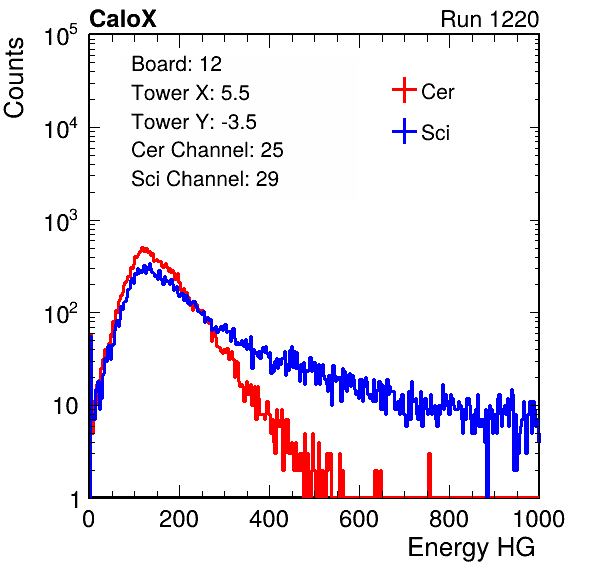 CaloX Run 1220
Counts
10^5
10^4
10^3
10^2
10
1
Board: 12
Tower X: 5.5
Tower Y: -3.5
Cer Channel: 25
Sci Channel: 29
Cer
Sci
0 200 400 600 800 1000
Energy HG